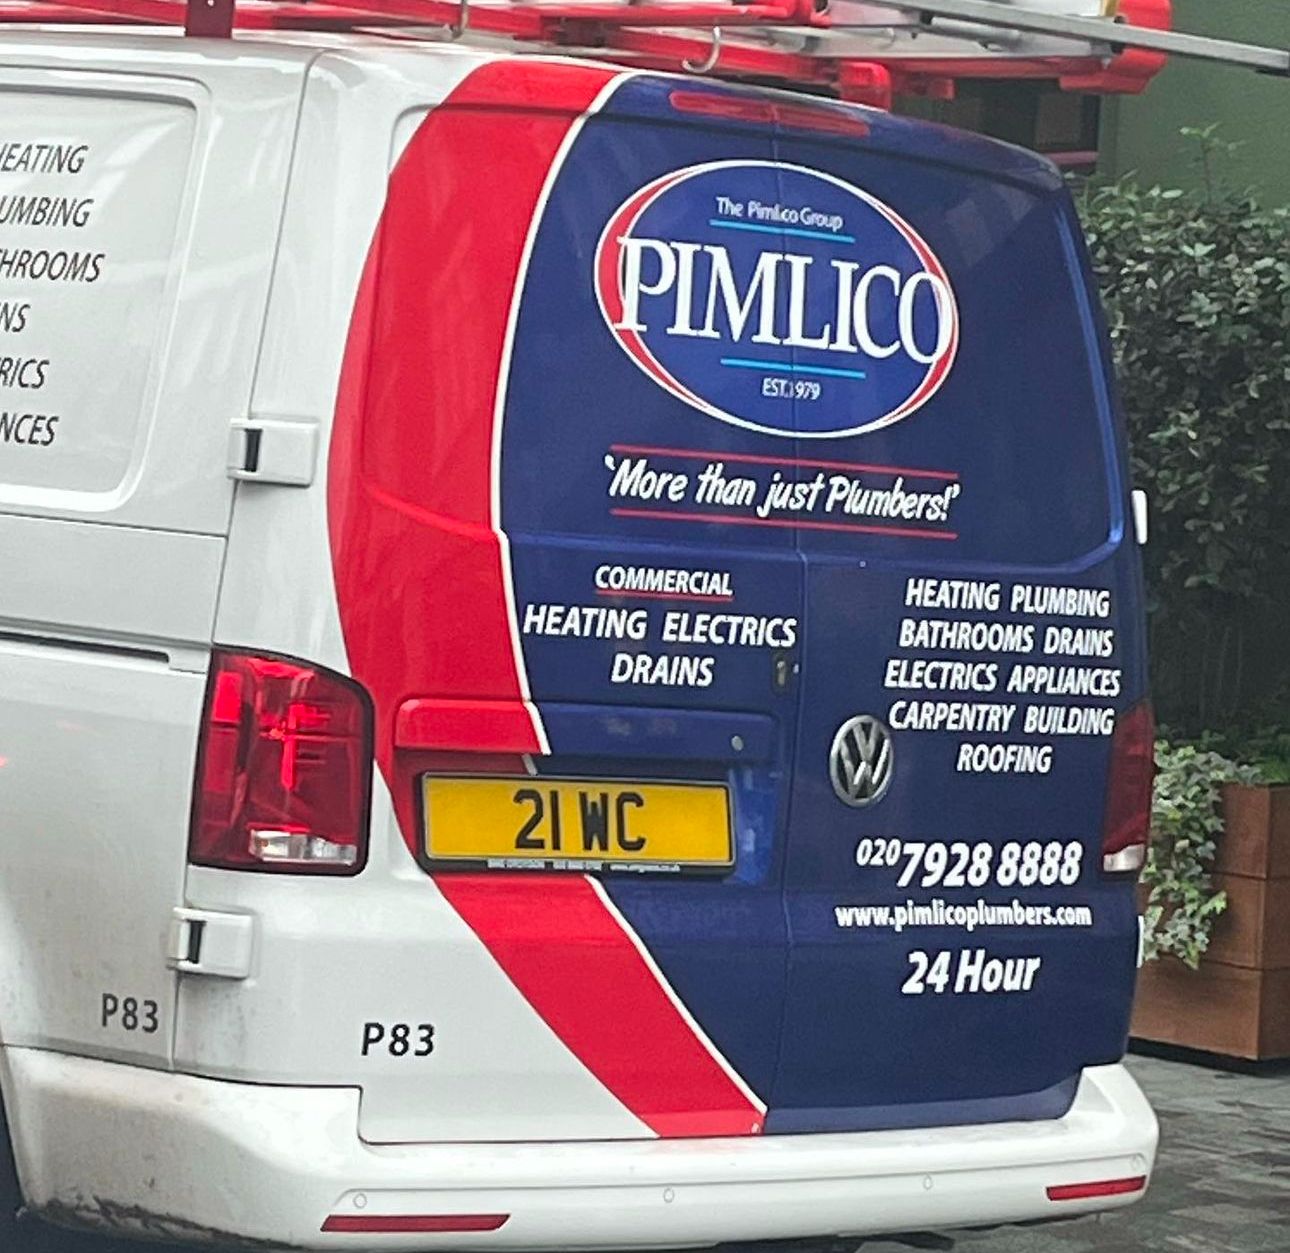 EATING
UMBING
HROOMS
NS
RICS
NCES
The Pimlico Group
PIMLICO
EST.1979
'More than just Plumbers!'
COMMERCIAL
HEATING ELECTRICS
DRAINS
HEATING PLUMBING
BATHROOMS DRAINS
ELECTRICS APPLIANCES
CARPENTRY BUILDING
ROOFING
21 WC
020 7928 8888
www.pimlicoplumbers.com
24 Hour
P83
P83